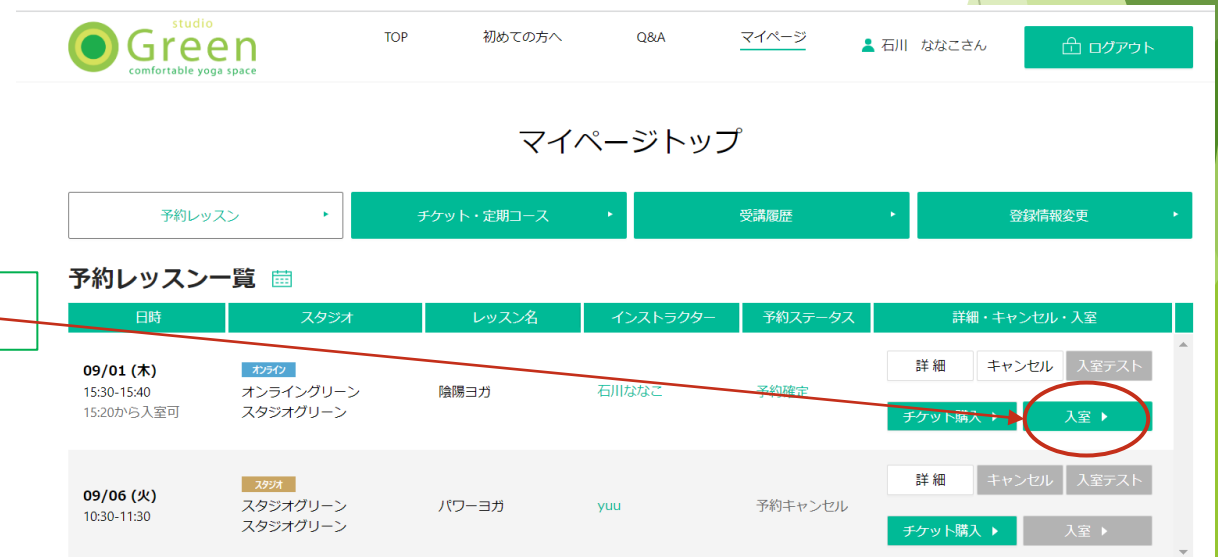 studio
Green
comfortable yoga space
TOP 初めての方へ Q&A マイページ 石川 ななこさん ログアウト
マイページトップ
予約レッスン チケット・定期コース 受講履歴 登録情報変更
予約レッスン一覧
日時 スタジオ レッスン名 インストラクター 予約ステータス 詳細・キャンセル・入室
09/01 (木)
15:30-15:40
15:20から入室可
オンライン
オンライングリーン
スタジオグリーン
陰陽ヨガ
石川ななこ
予約確定
詳細 キャンセル 入室テスト
チケット購入 入室
09/06 (火)
10:30-11:30
スタジオ
スタジオグリーン
スタジオグリーン
パワーヨガ
yuu
予約キャンセル
詳細 キャンセル 入室テスト
チケット購入 入室